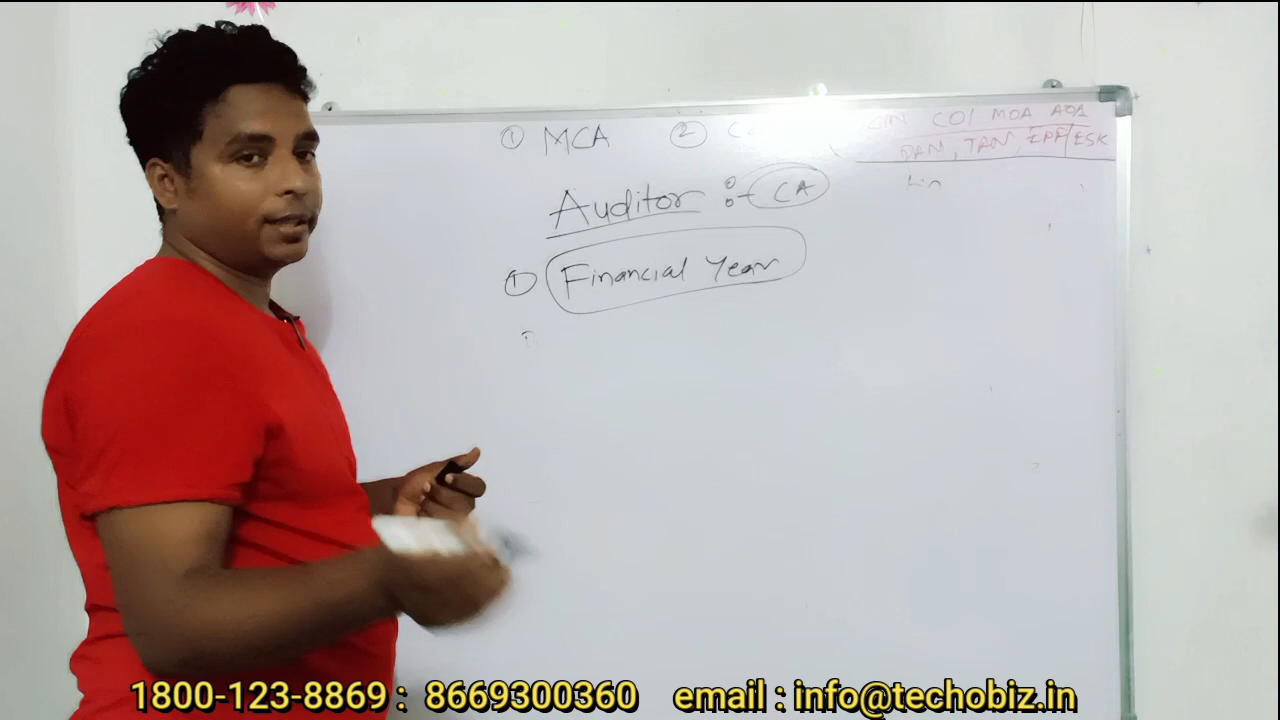 ① MCA ②
CIN COI MOA AOA
PAN, TAN, EPF/ESK
Auditor :- CA
① Financial Year
1800-123-8869 : 8669300360 email : info@techobiz.in